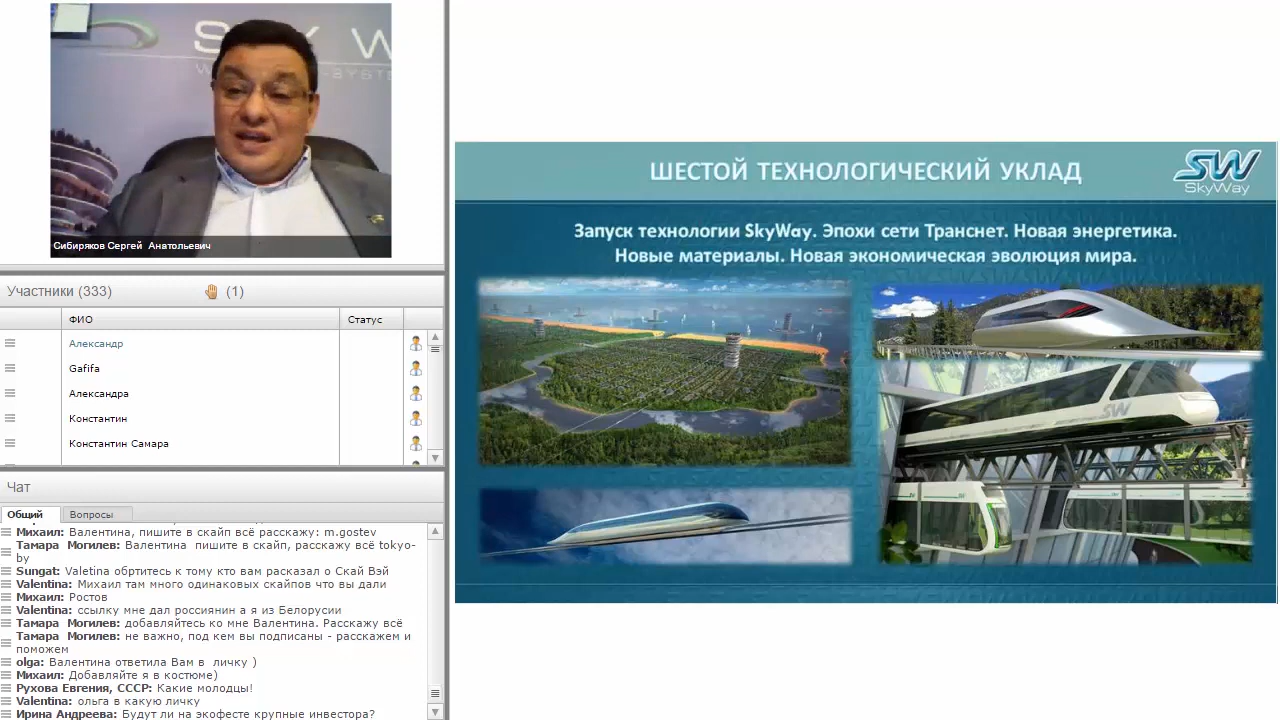 SKY W
Сибиряков Сергей Анатольевич
Участники (333)
(1)
ФИО
Статус
Александр
Gafifa
Александра
Константин
Константин Самара
Чат
Общий
Вопросы
Михаил: Валентина, пишите в скайп всё расскажу: m.gostev
Тамара Могилев: Валентина пишите в скайп, расскажу всё tokyo-
by
Sungat: Valetina обртитесь к тому кто вам расказал о Скай Вэй
Valentina: Михаил там много одинаковых скайпов что вы дали
Михаил: Ростов
Valentina: ссылку мне дал россиянин а я из Белорусии
Тамара Могилев: добавляйтесь ко мне Валентина. Расскажу всё
Тамара Могилев: не важно, под кем вы подписаны - расскажем и
поможем
olga: Валентина ответила Вам в личку )
Михаил: Добавляйте я в костюме)
Рухова Евгения, СССР: Какие молодцы!
Valentina: ольга в какую личку
Ирина Андреева: Будут ли на экофесте крупные инвестора?
ШЕСТОЙ ТЕХНОЛОГИЧЕСКИЙ УКЛАД
SW
SkyWay
Запуск технологии SkyWay. Эпохи сети Транснет. Новая энергетика.
Новые материалы. Новая экономическая эволюция мира.
SW